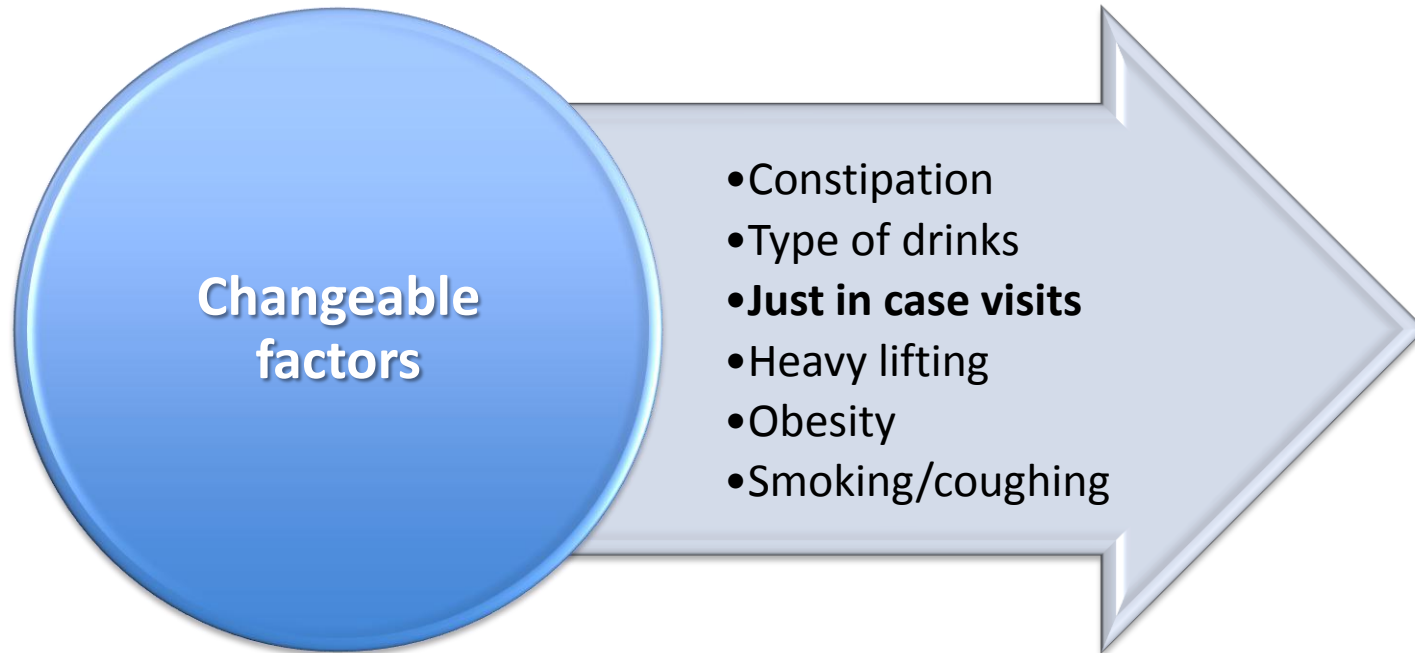 Changeable
factors
•Constipation
•Type of drinks
•Just in case visits
•Heavy lifting
•Obesity
•Smoking/coughing